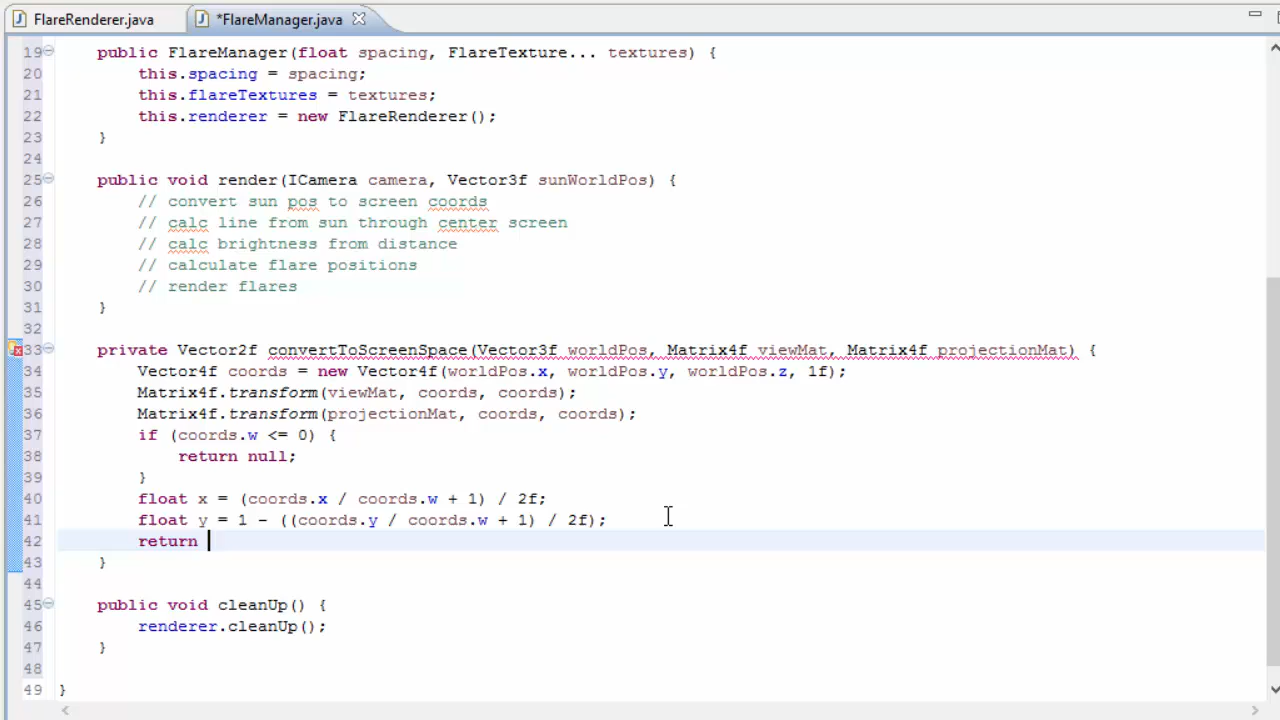 FlareRenderer.java *FlareManager.java
19 public FlareManager(float spacing, FlareTexture... textures) {
20 this.spacing = spacing;
21 this.flareTextures = textures;
22 this.renderer = new FlareRenderer();
23 }
24
25 public void render(ICamera camera, Vector3f sunWorldPos) {
26 // convert sun pos to screen coords
27 // calc line from sun through center screen
28 // calc brightness from distance
29 // calculate flare positions
30 // render flares
31 }
32
33 private Vector2f convertToScreenSpace(Vector3f worldPos, Matrix4f viewMat, Matrix4f projectionMat) {
34 Vector4f coords = new Vector4f(worldPos.x, worldPos.y, worldPos.z, 1f);
35 Matrix4f.transform(viewMat, coords, coords);
36 Matrix4f.transform(projectionMat, coords, coords);
37 if (coords.w <= 0) {
38 return null;
39 }
40 float x = (coords.x / coords.w + 1) / 2f;
41 float y = 1 - ((coords.y / coords.w + 1) / 2f);
42 return
43 }
44
45 public void cleanUp() {
46 renderer.cleanUp();
47 }
48
49 }